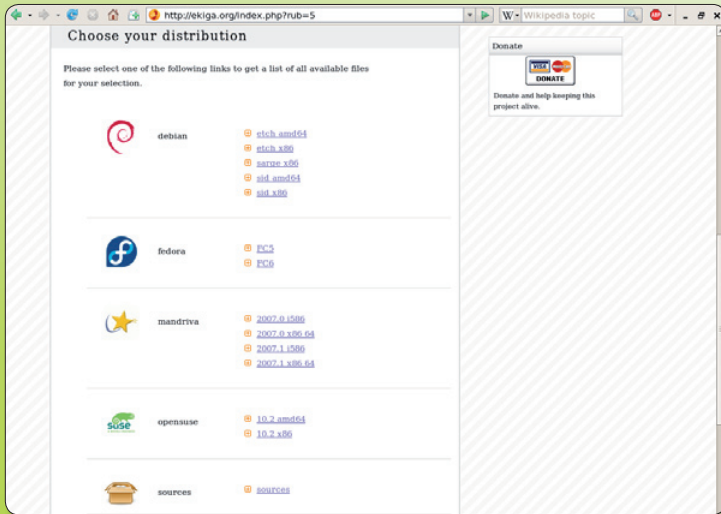 http://ekiga.org/index.php?rub=5
W
Wikipedia topic
ABP
Choose your distribution
Please select one of the following links to get a list of all available files
for your selection.
debian
etch amd64
etch x86
sarge x86
sid amd64
sid x86
fedora
FC5
FC6
mandriva
2007.0 i586
2007.0 x86 64
2007.1 i586
2007.1 x86 64
suse
opensuse
10.2 amd64
10.2 x86
sources
sources
Donate
VISA
DONATE
Donate and help keeping this
project alive.